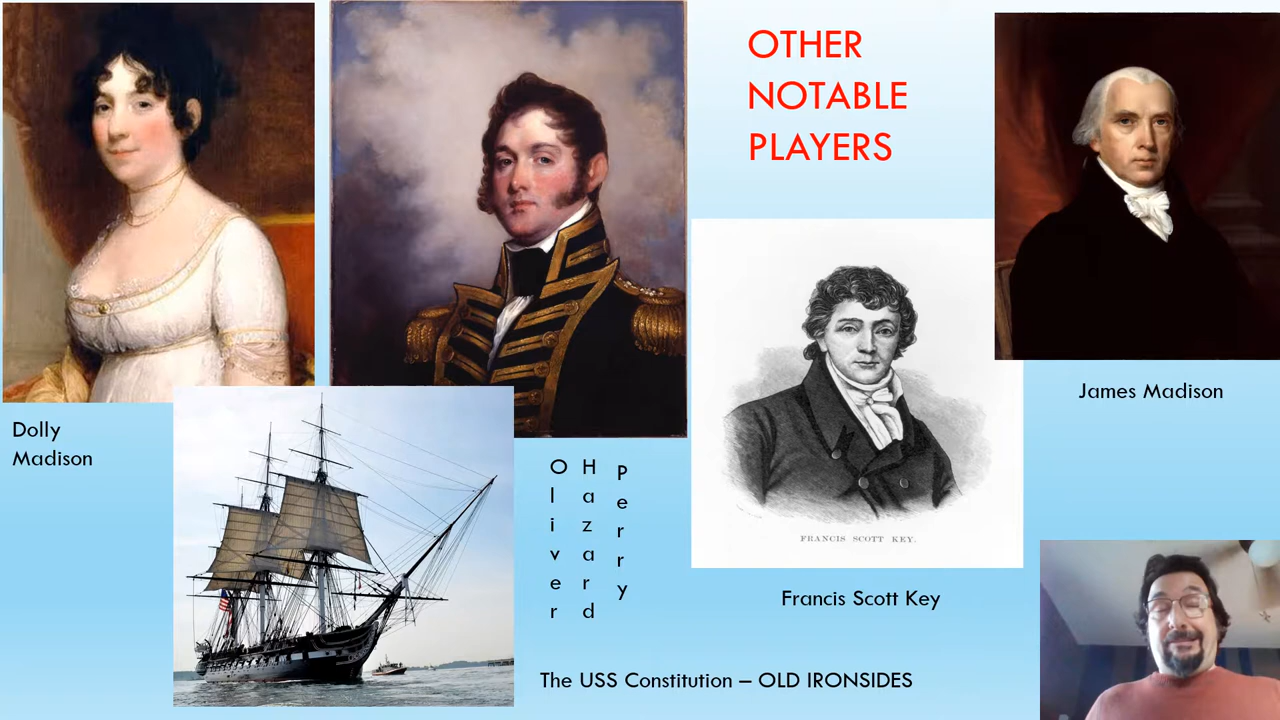 OTHER
NOTABLE
PLAYERS
James Madison
Dolly
Madison
Oliver
Hazard
Perry
FRANCIS SCOTT KEY.
Francis Scott Key
The USS Constitution – OLD IRONSIDES